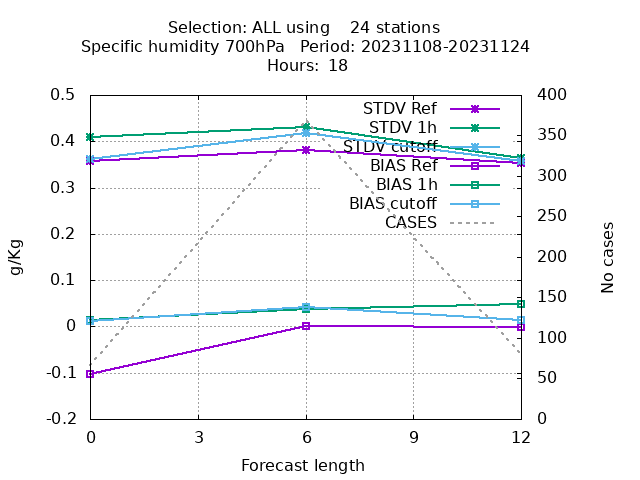 Selection: ALL using    24 stations
Specific humidity 700hPa   Period: 20231108-20231124
Hours:  18
0.5
0.4
0.3
0.2
0.1
0
-0.1
-0.2
g/Kg
STDV Ref
STDV 1h
STDV cutoff
BIAS Ref
BIAS 1h
BIAS cutoff
CASES
400
350
300
250
200
150
100
50
0
No cases
0 3 6 9 12
Forecast length